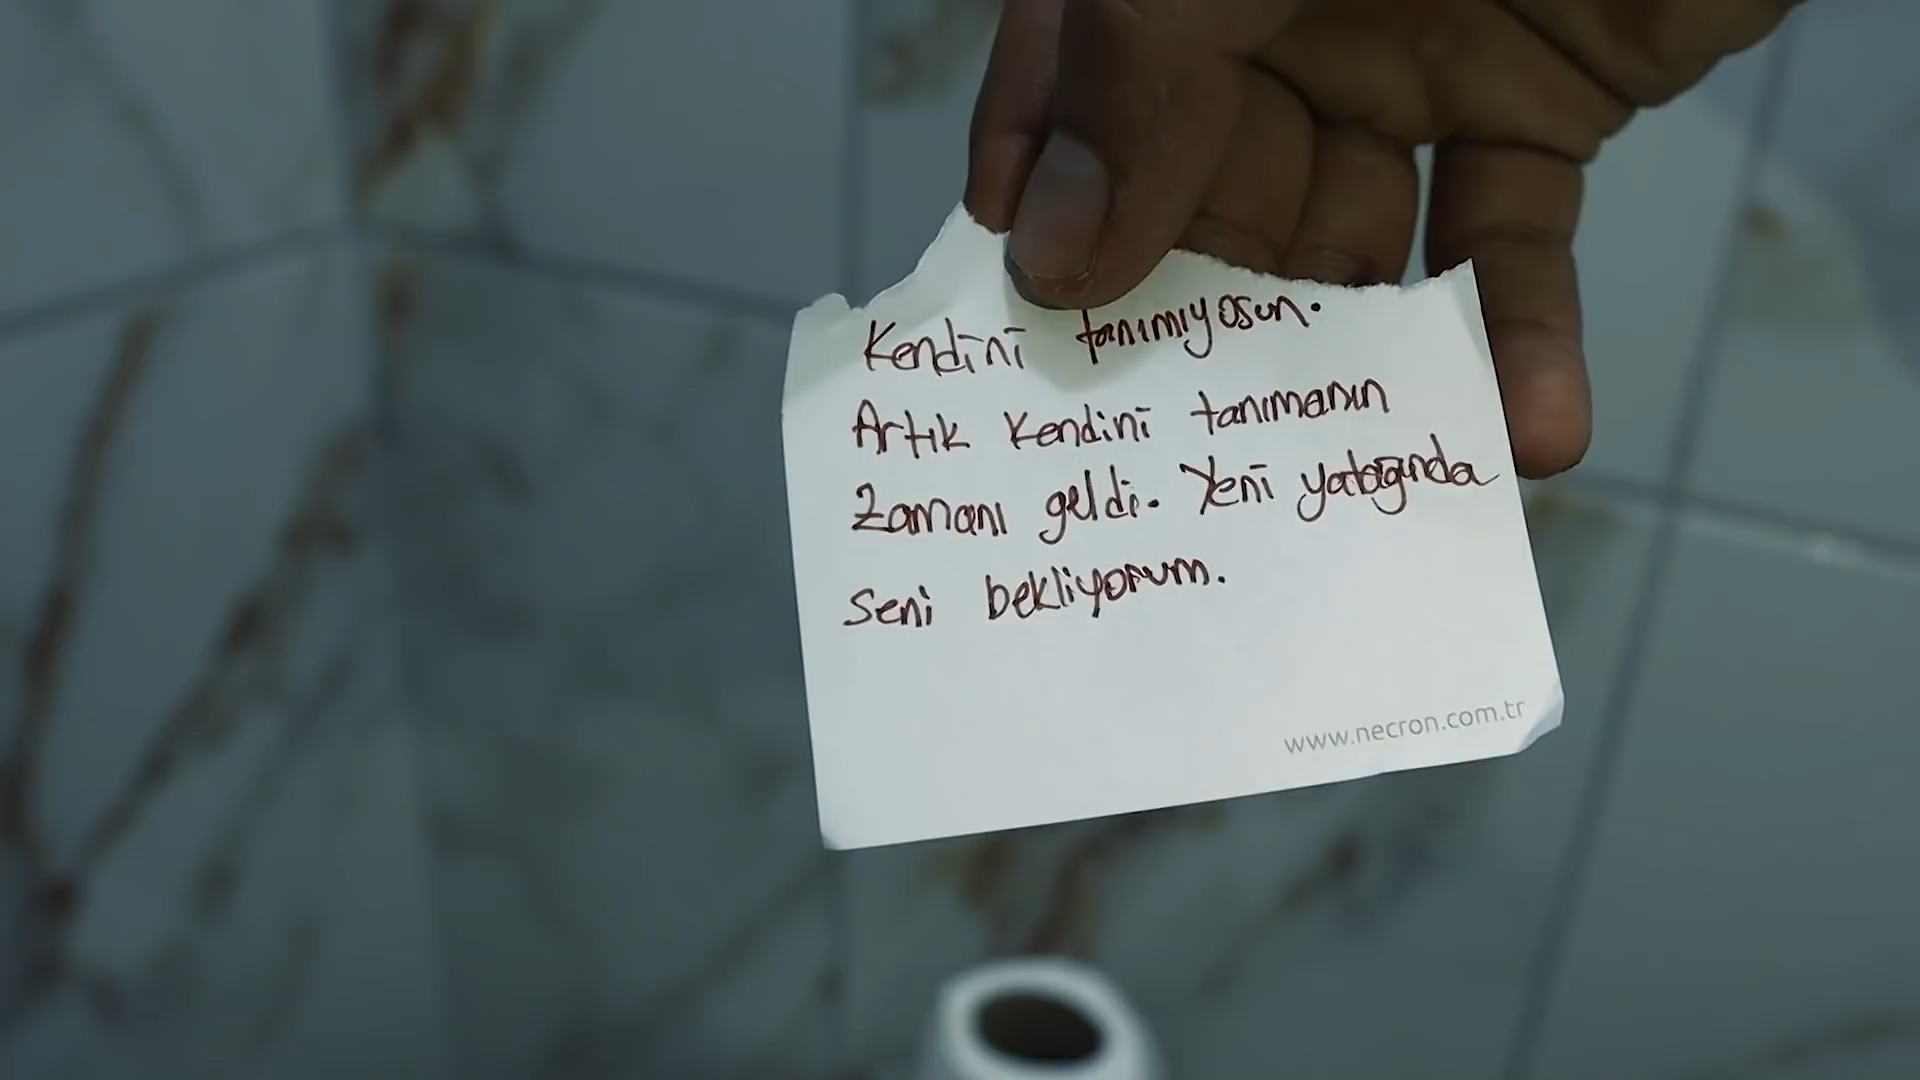 Kendini tanımıyosun.
Artık kendini tanımanın
zamanı geldi. Yeni yatağında
seni bekliyorum.
www.necron.com.tr